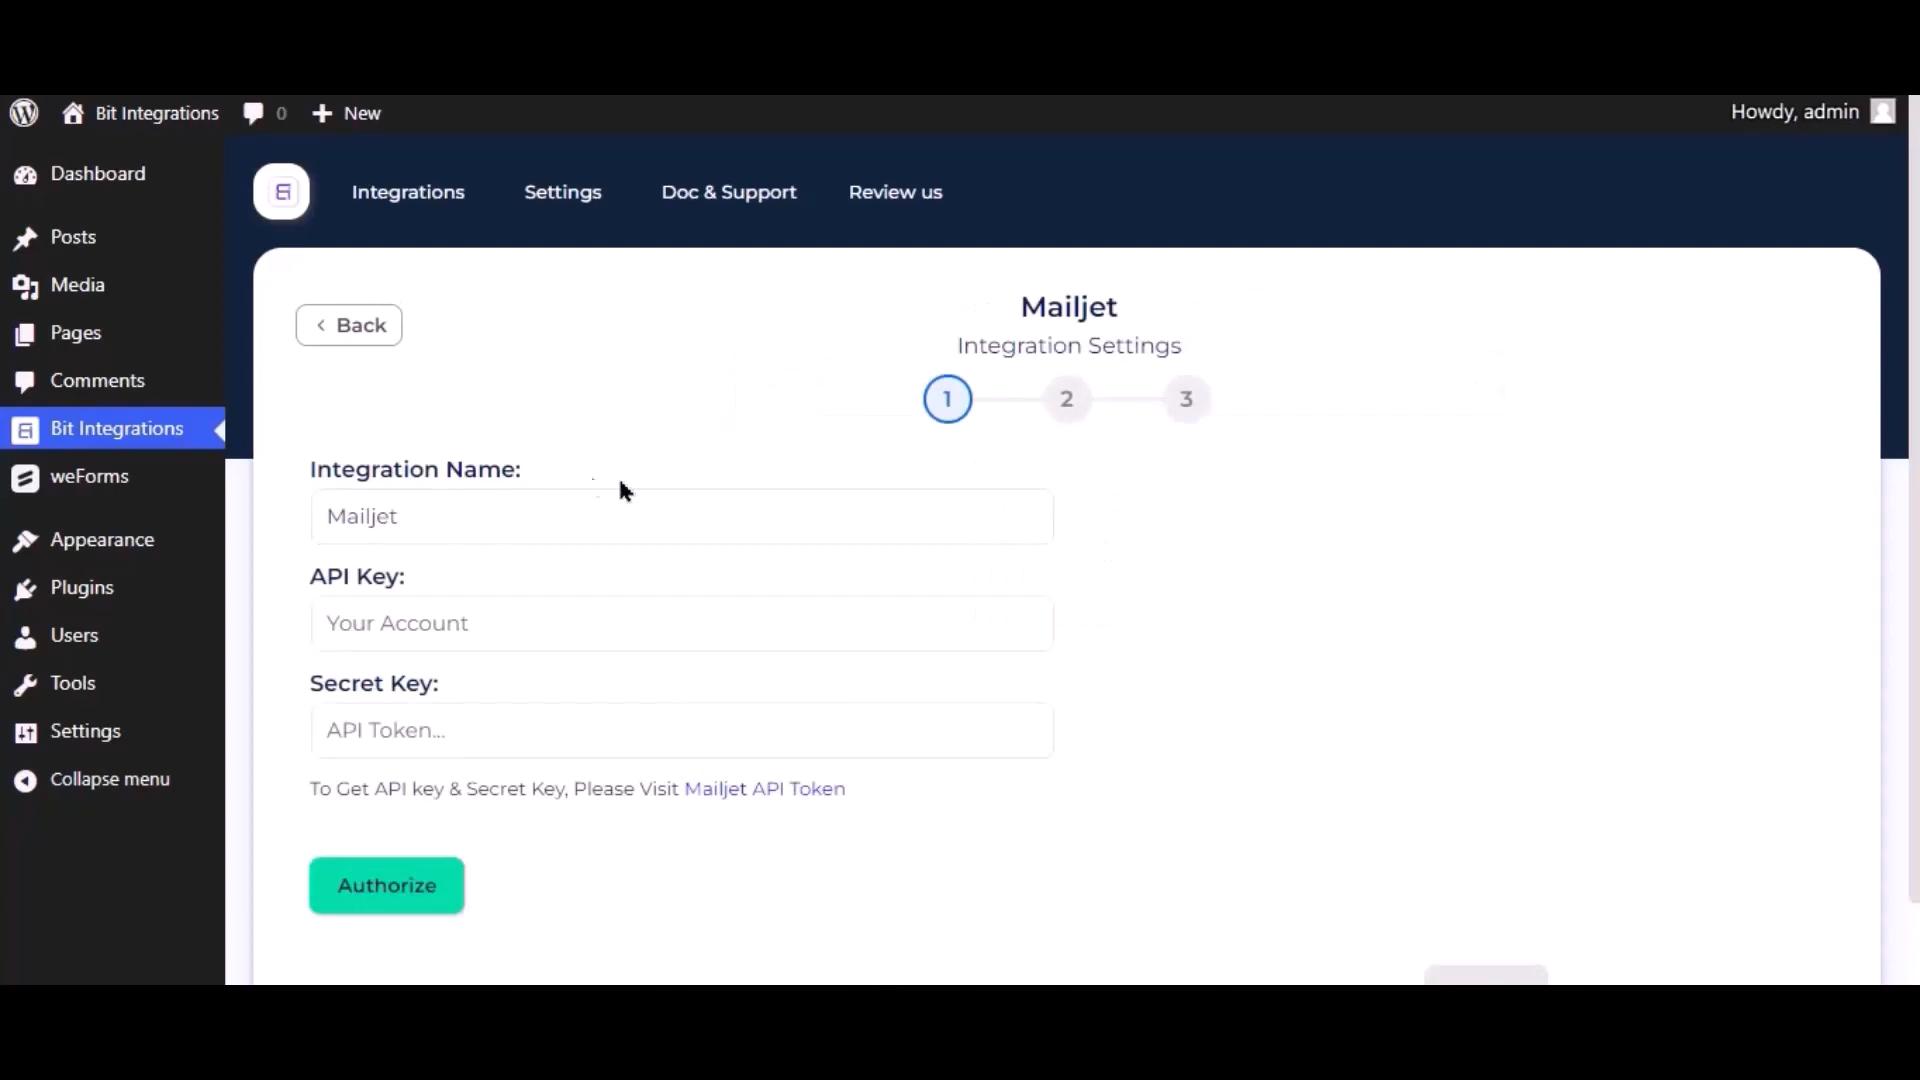 Bit Integrations 0 New Howdy, admin
Dashboard
Posts
Media
Pages
Comments
Bit Integrations
weForms
Appearance
Plugins
Users
Tools
Settings
Collapse menu
Integrations Settings Doc & Support Review us
Back
Mailjet
Integration Settings
1 2 3
Integration Name:
Mailjet
API Key:
Your Account
Secret Key:
API Token...
To Get API key & Secret Key, Please Visit Mailjet API Token
Authorize